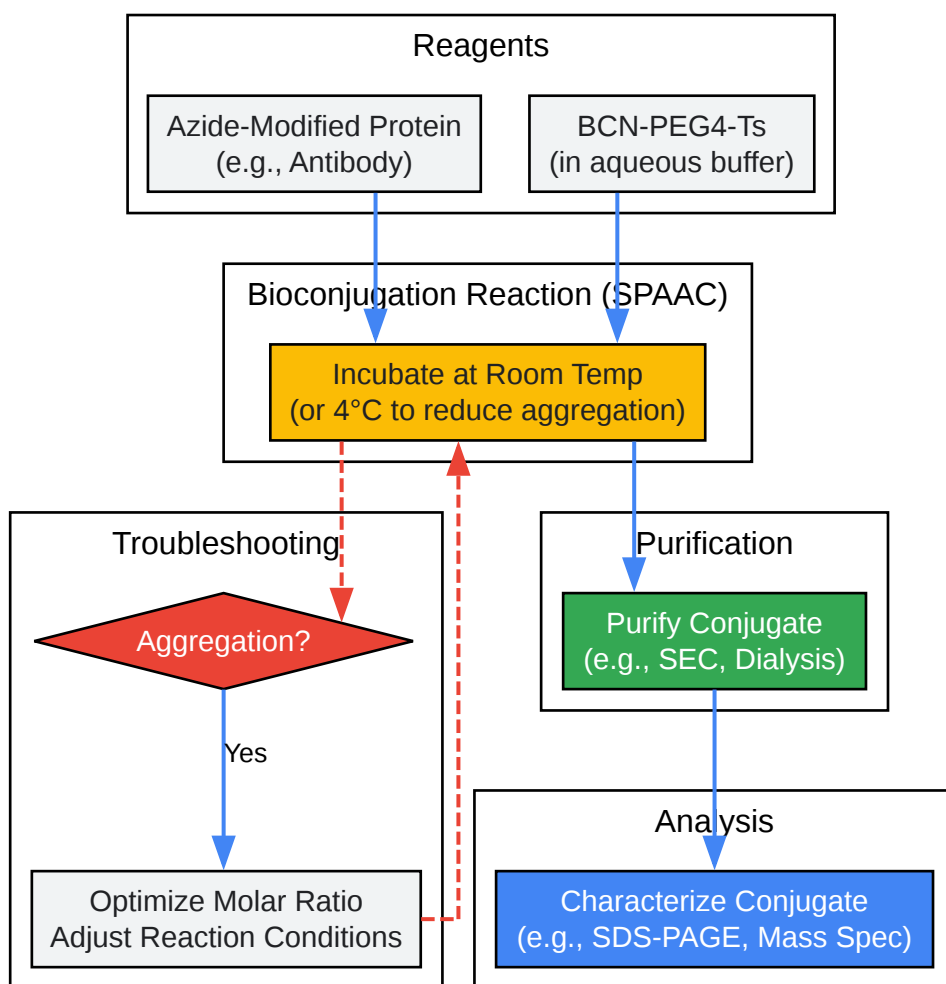 Reagents
Azide-Modified Protein
(e.g., Antibody)
BCN-PEG4-Ts
(in aqueous buffer)
Bioconjugation Reaction (SPAAC)
Incubate at Room Temp
(or 4°C to reduce aggregation)
Troubleshooting
Aggregation?
Yes
Optimize Molar Ratio
Adjust Reaction Conditions
Purification
Purify Conjugate
(e.g., SEC, Dialysis)
Analysis
Characterize Conjugate
(e.g., SDS-PAGE, Mass Spec)